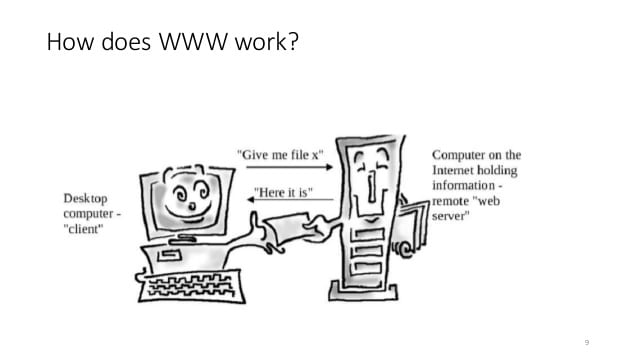 How does WWW work?
"Give me file x"
"Here it is"
Desktop
computer -
"client"
Computer on the
Internet holding
information -
remote "web
server"
9